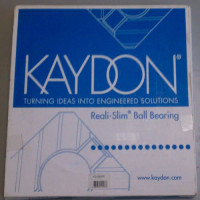 KAYDON®
TURNING IDEAS INTO ENGINEERED SOLUTIONS
Reali-Slim® Ball Bearing
www.kaydon.com